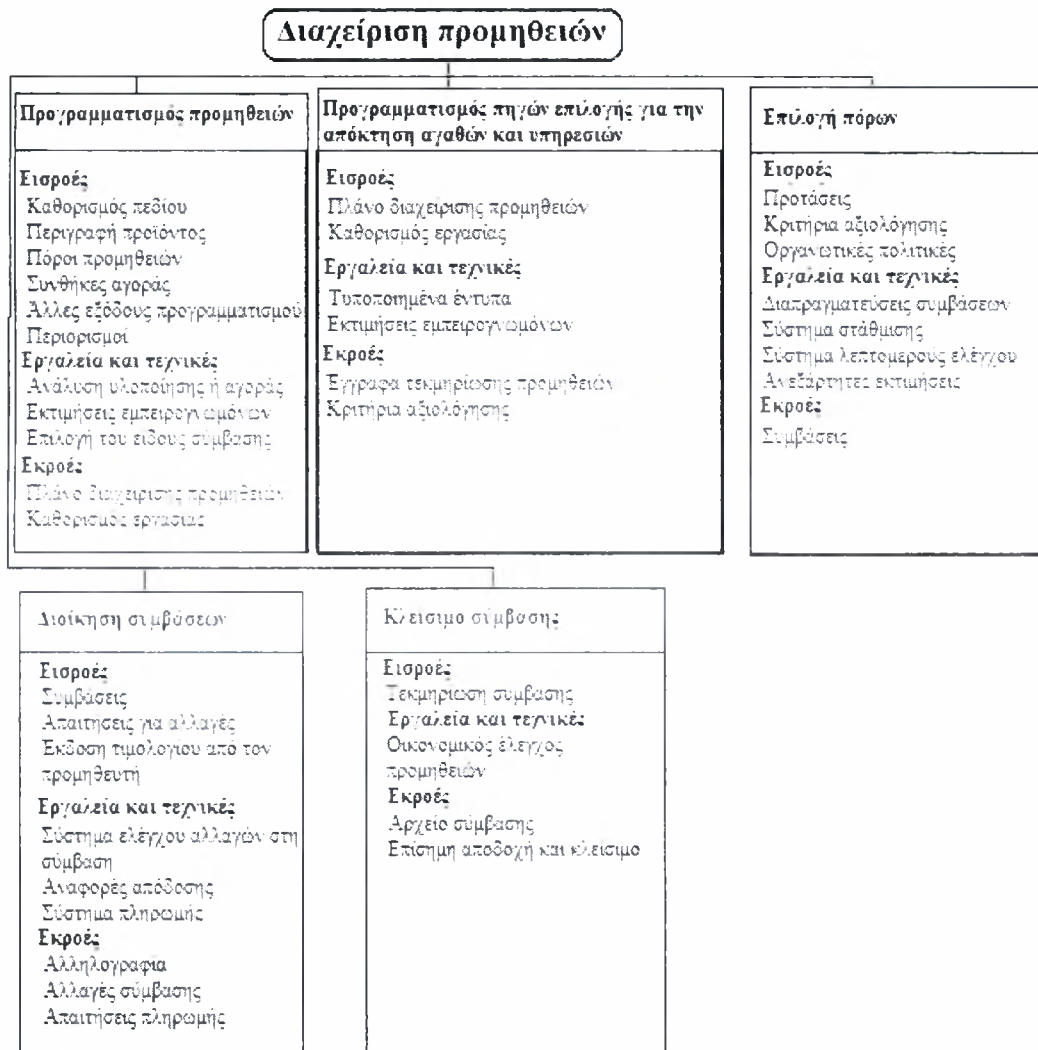 Διαχείριση προμηθειών
Προγραμματισμός προμηθειών
Εισροές
Καθορισμός πεδίου
Περιγραφή προϊόντος
Πόροι προμηθειών
Συνθήκες αγοράς
Άλλες εξόδους προγραμματισμού
Περιορισμοί
Εργαλεία και τεχνικές
Ανάλυση υλοποίησης ή αγοράς
Εκτιμήσεις εμπειρογνωμόνων
Επιλογή του είδους σύμβασης
Εκροές
Πλάνο διαχείρισης προμηθειών
Καθορισμός εργασίας
Προγραμματισμός πηγών επιλογής για την
απόκτηση αγαθών και υπηρεσιών
Εισροές
Πλάνο διαχείρισης προμηθειών
Καθορισμός εργασίας
Εργαλεία και τεχνικές
Τυποποιημένα έντυπα
Εκτιμήσεις εμπειρογνωμόνων
Εκροές
Έγγραφα τεκμηρίωσης προμηθειών
Κριτήρια αξιολόγησης
Επιλογή πόρων
Εισροές
Προτάσεις
Κριτήρια αξιολόγησης
Οργανωτικές πολιτικές
Εργαλεία και τεχνικές
Διαπραγματεύσεις συμβάσεων
Σύστημα στάθμισης
Σύστημα λεπτομερούς ελέγχου
Ανεξάρτητες εκτιμήσεις
Εκροές
Συμβάσεις
Διοίκηση συμβάσεων
Εισροές
Συμβάσεις
Απαιτήσεις για αλλαγές
Έκδοση τιμολογίου από τον
προμηθευτή
Εργαλεία και τεχνικές
Σύστημα ελέγχου αλλαγών στη
σύμβαση
Αναφορές απόδοσης
Σύστημα πληρωμής
Εκροές
Αλληλογραφία
Αλλαγές σύμβασης
Απαιτήσεις πληρωμής
Κλείσιμο σύμβασης
Εισροές
Τεκμηρίωση σύμβασης
Εργαλεία και τεχνικές
Οικονομικός έλεγχος
προμηθειών
Εκροές
Αρχείο σύμβασης
Επίσημη αποδοχή και κλείσιμο